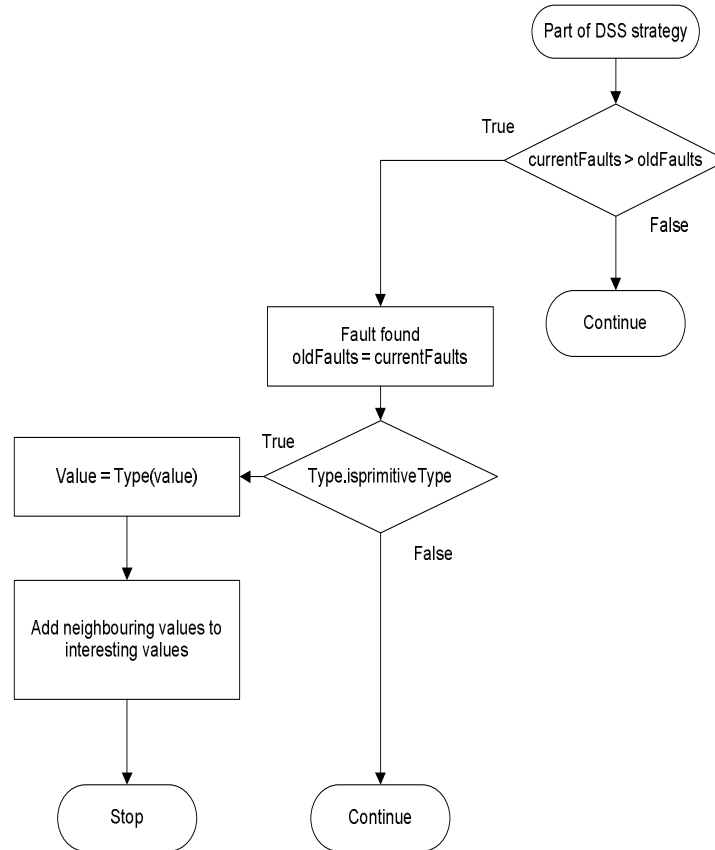 Part of DSS strategy
True
currentFaults > oldFaults
False
Continue
Fault found
oldFaults = currentFaults
True
Value = Type(value)
Type.isprimitiveType
False
Add neighbouring values to
interesting values
Stop
Continue